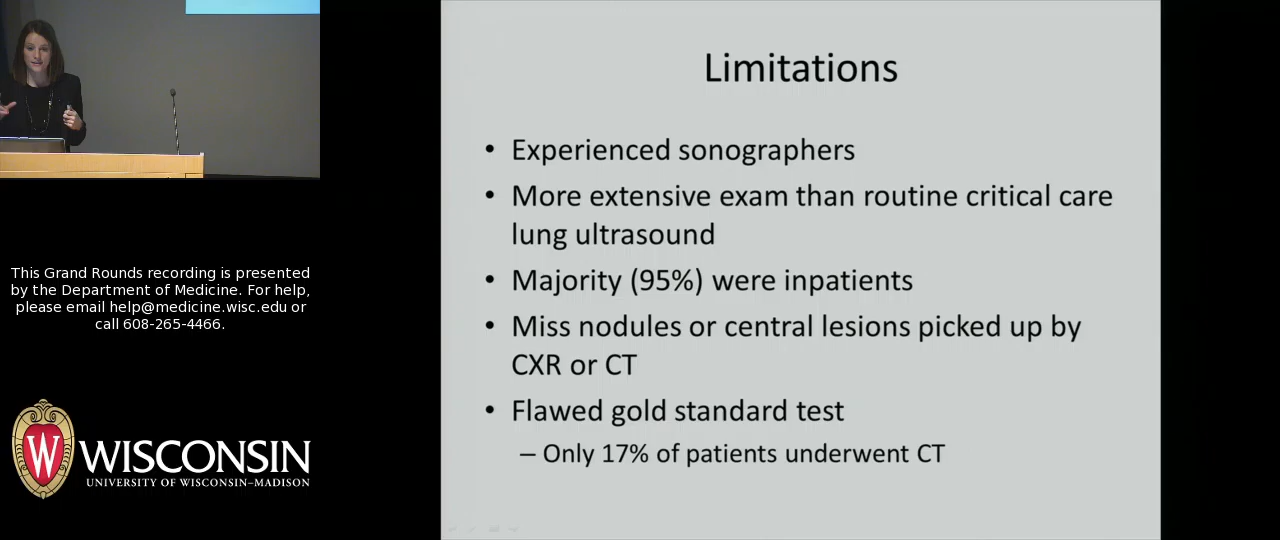 Limitations
• Experienced sonographers
• More extensive exam than routine critical care
lung ultrasound
• Majority (95%) were inpatients
• Miss nodules or central lesions picked up by
CXR or CT
• Flawed gold standard test
– Only 17% of patients underwent CT
This Grand Rounds recording is presented
by the Department of Medicine. For help,
please email help@medicine.wisc.edu or
call 608-265-4466.
W
WISCONSIN
UNIVERSITY OF WISCONSIN–MADISON